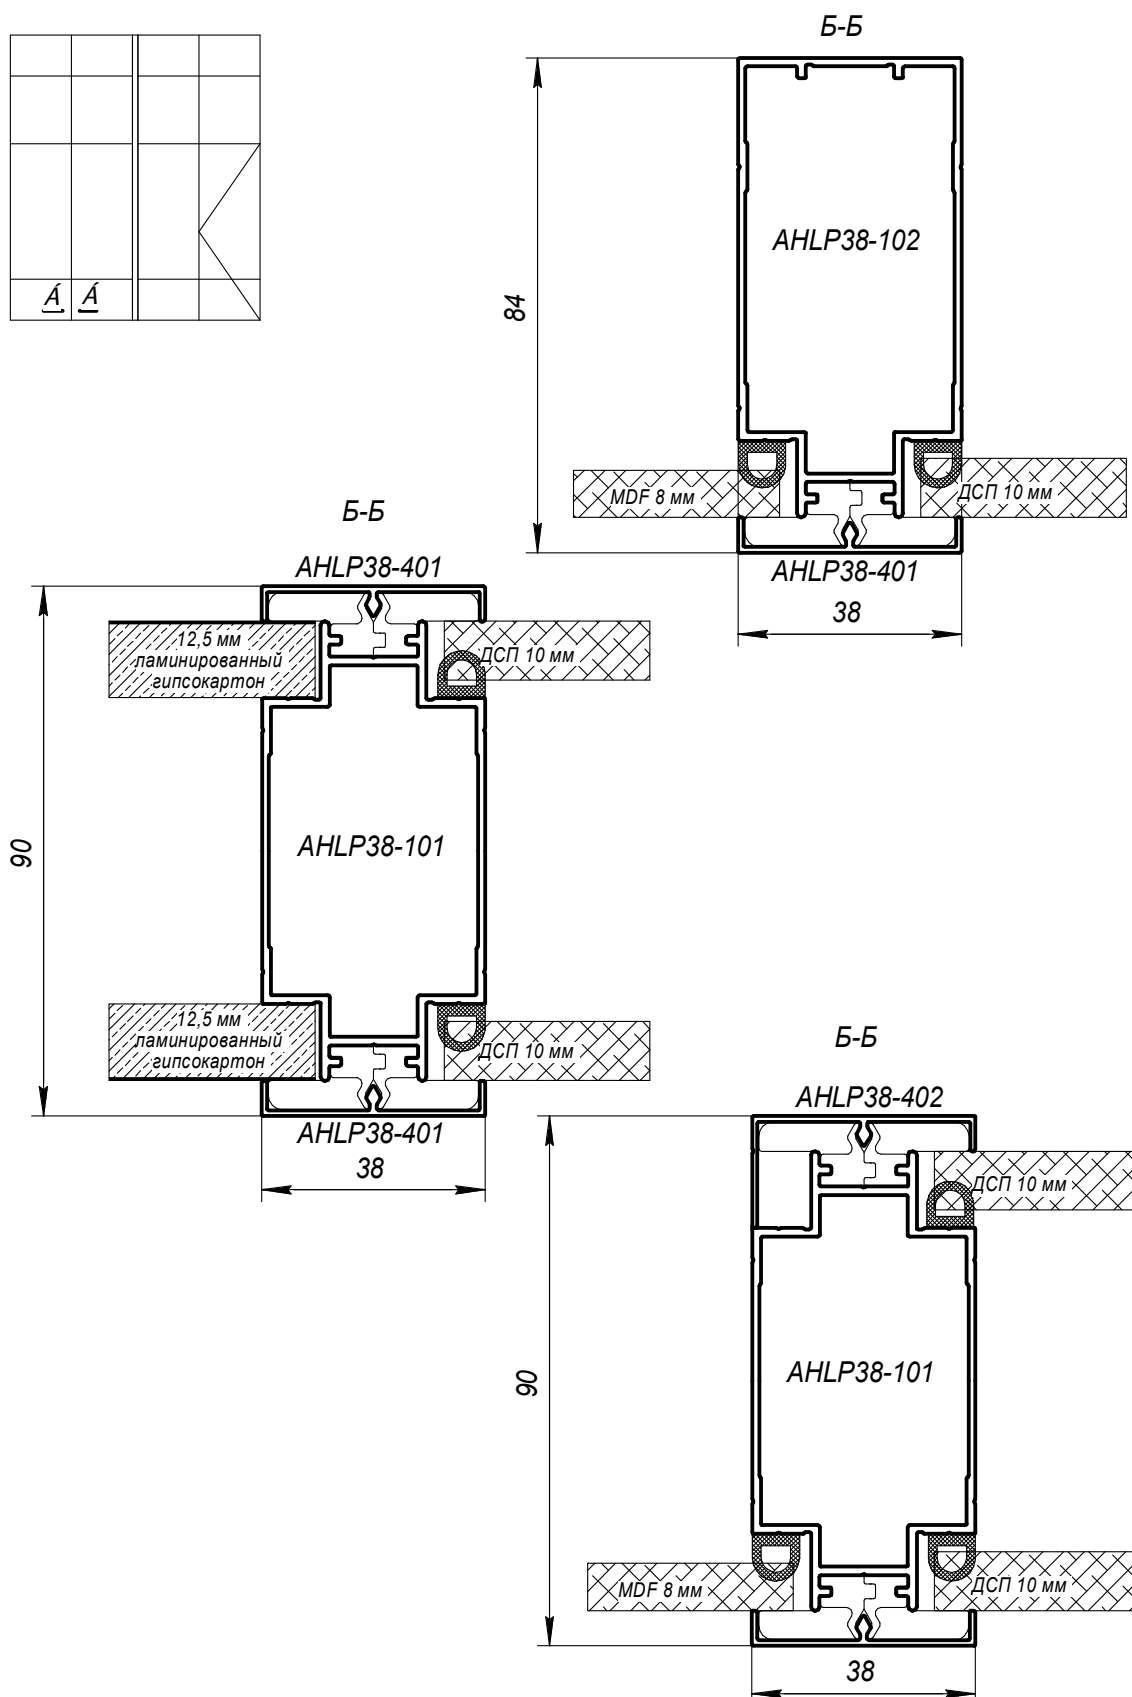 Á Á
Б-Б
84
AHLP38-102
MDF 8 мм
ДСП 10 мм
AHLP38-401
38
Б-Б
AHLP38-401
12,5 мм
ламинированный
гипсокартон
ДСП 10 мм
90
AHLP38-101
12,5 мм
ламинированный
гипсокартон
ДСП 10 мм
AHLP38-401
38
Б-Б
AHLP38-402
ДСП 10 мм
90
AHLP38-101
MDF 8 мм
ДСП 10 мм
38